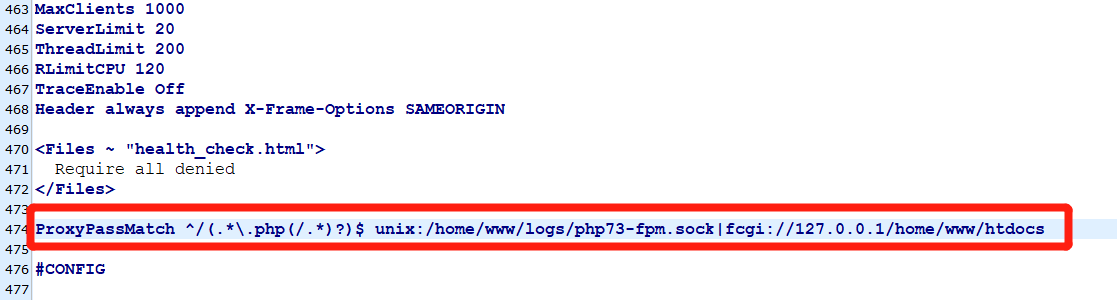 463 MaxClients 1000
464 ServerLimit 20
465 ThreadLimit 200
466 RLimitCPU 120
467 TraceEnable Off
468 Header always append X-Frame-Options SAMEORIGIN
469
470 <Files ~ "health_check.html">
471   Require all denied
472 </Files>
473
474 ProxyPassMatch ^/(.*\.php(/.*)?)$ unix:/home/www/logs/php73-fpm.sock|fcgi://127.0.0.1/home/www/htdocs
475
476 #CONFIG
477